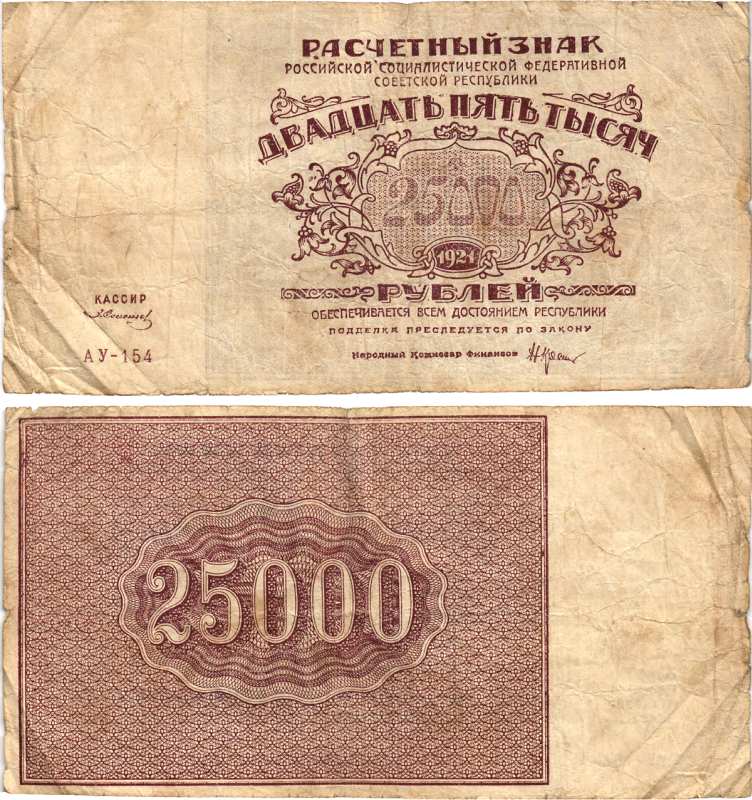 РАСЧЕТНЫЙ ЗНАК
РОССИЙСКОЙ СОЦИАЛИСТИЧЕСКОЙ ФЕДЕРАТИВНОЙ
СОВЕТСКОЙ РЕСПУБЛИКИ
ДВАДЦАТЬ ПЯТЬ ТЫСЯЧ
25000
1921
РУБЛЕЙ
ОБЕСПЕЧИВАЕТСЯ ВСЕМ ДОСТОЯНИЕМ РЕСПУБЛИКИ
ПОДДЕЛКА ПРЕСЛЕДУЕТСЯ ПО ЗАКОНУ
Народный Комиссар Финансов
КАССИР
АУ-154
25000